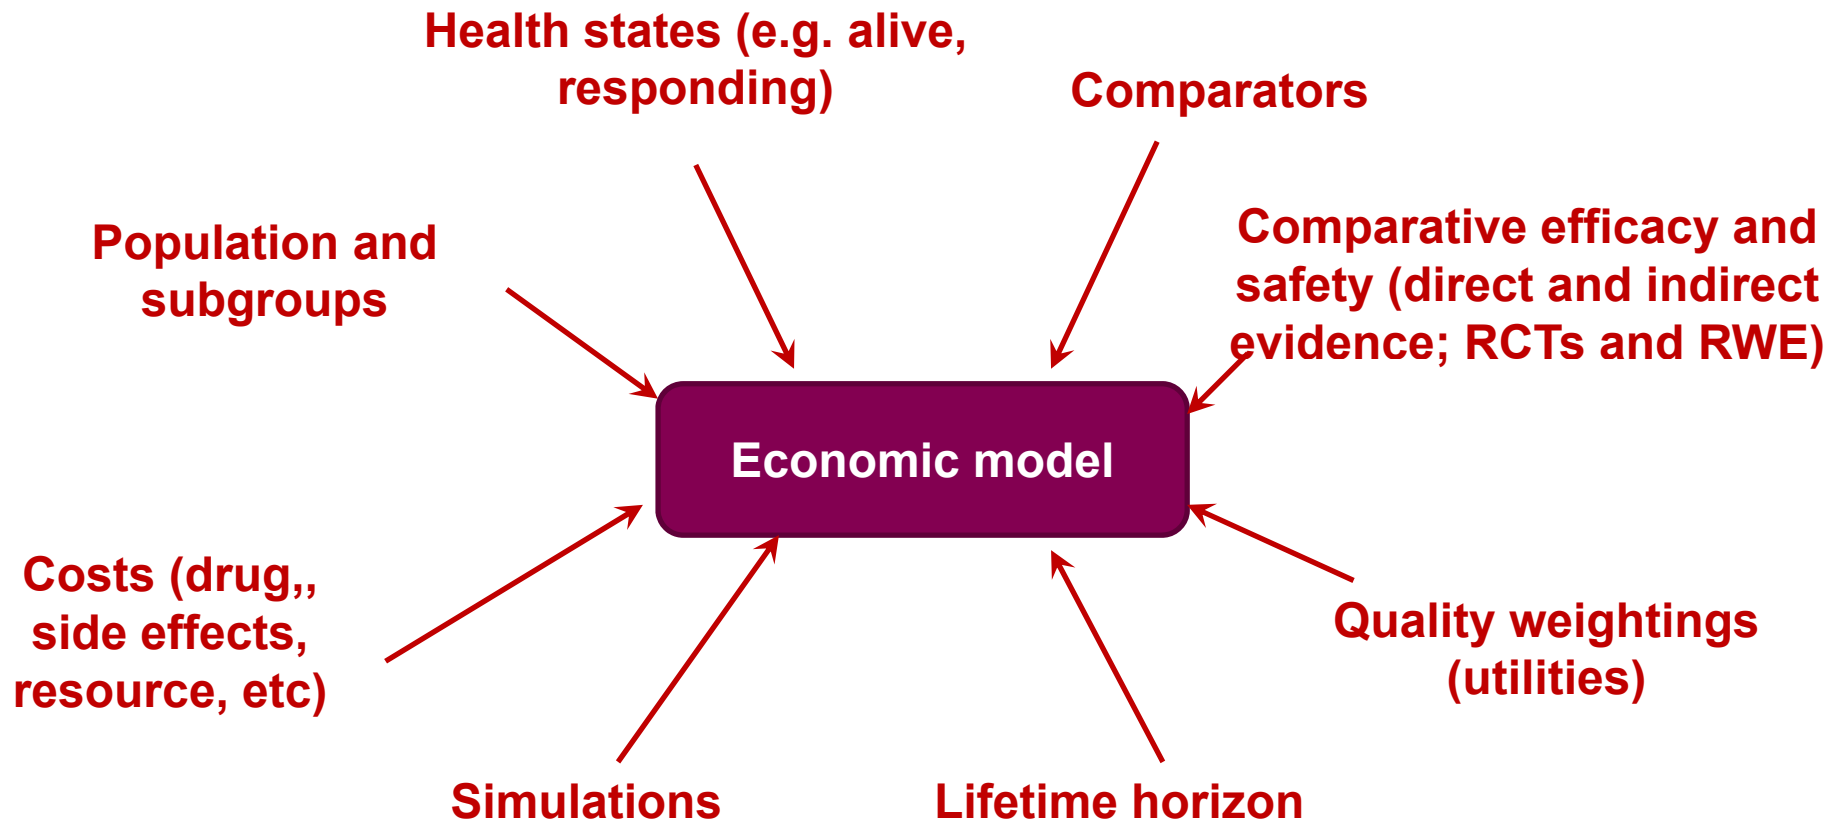 Health states (e.g. alive,
responding)
Comparators
Population and
subgroups
Comparative efficacy and
safety (direct and indirect
evidence; RCTs and RWE)
Economic model
Costs (drug,,
side effects,
resource, etc)
Quality weightings
(utilities)
Simulations
Lifetime horizon